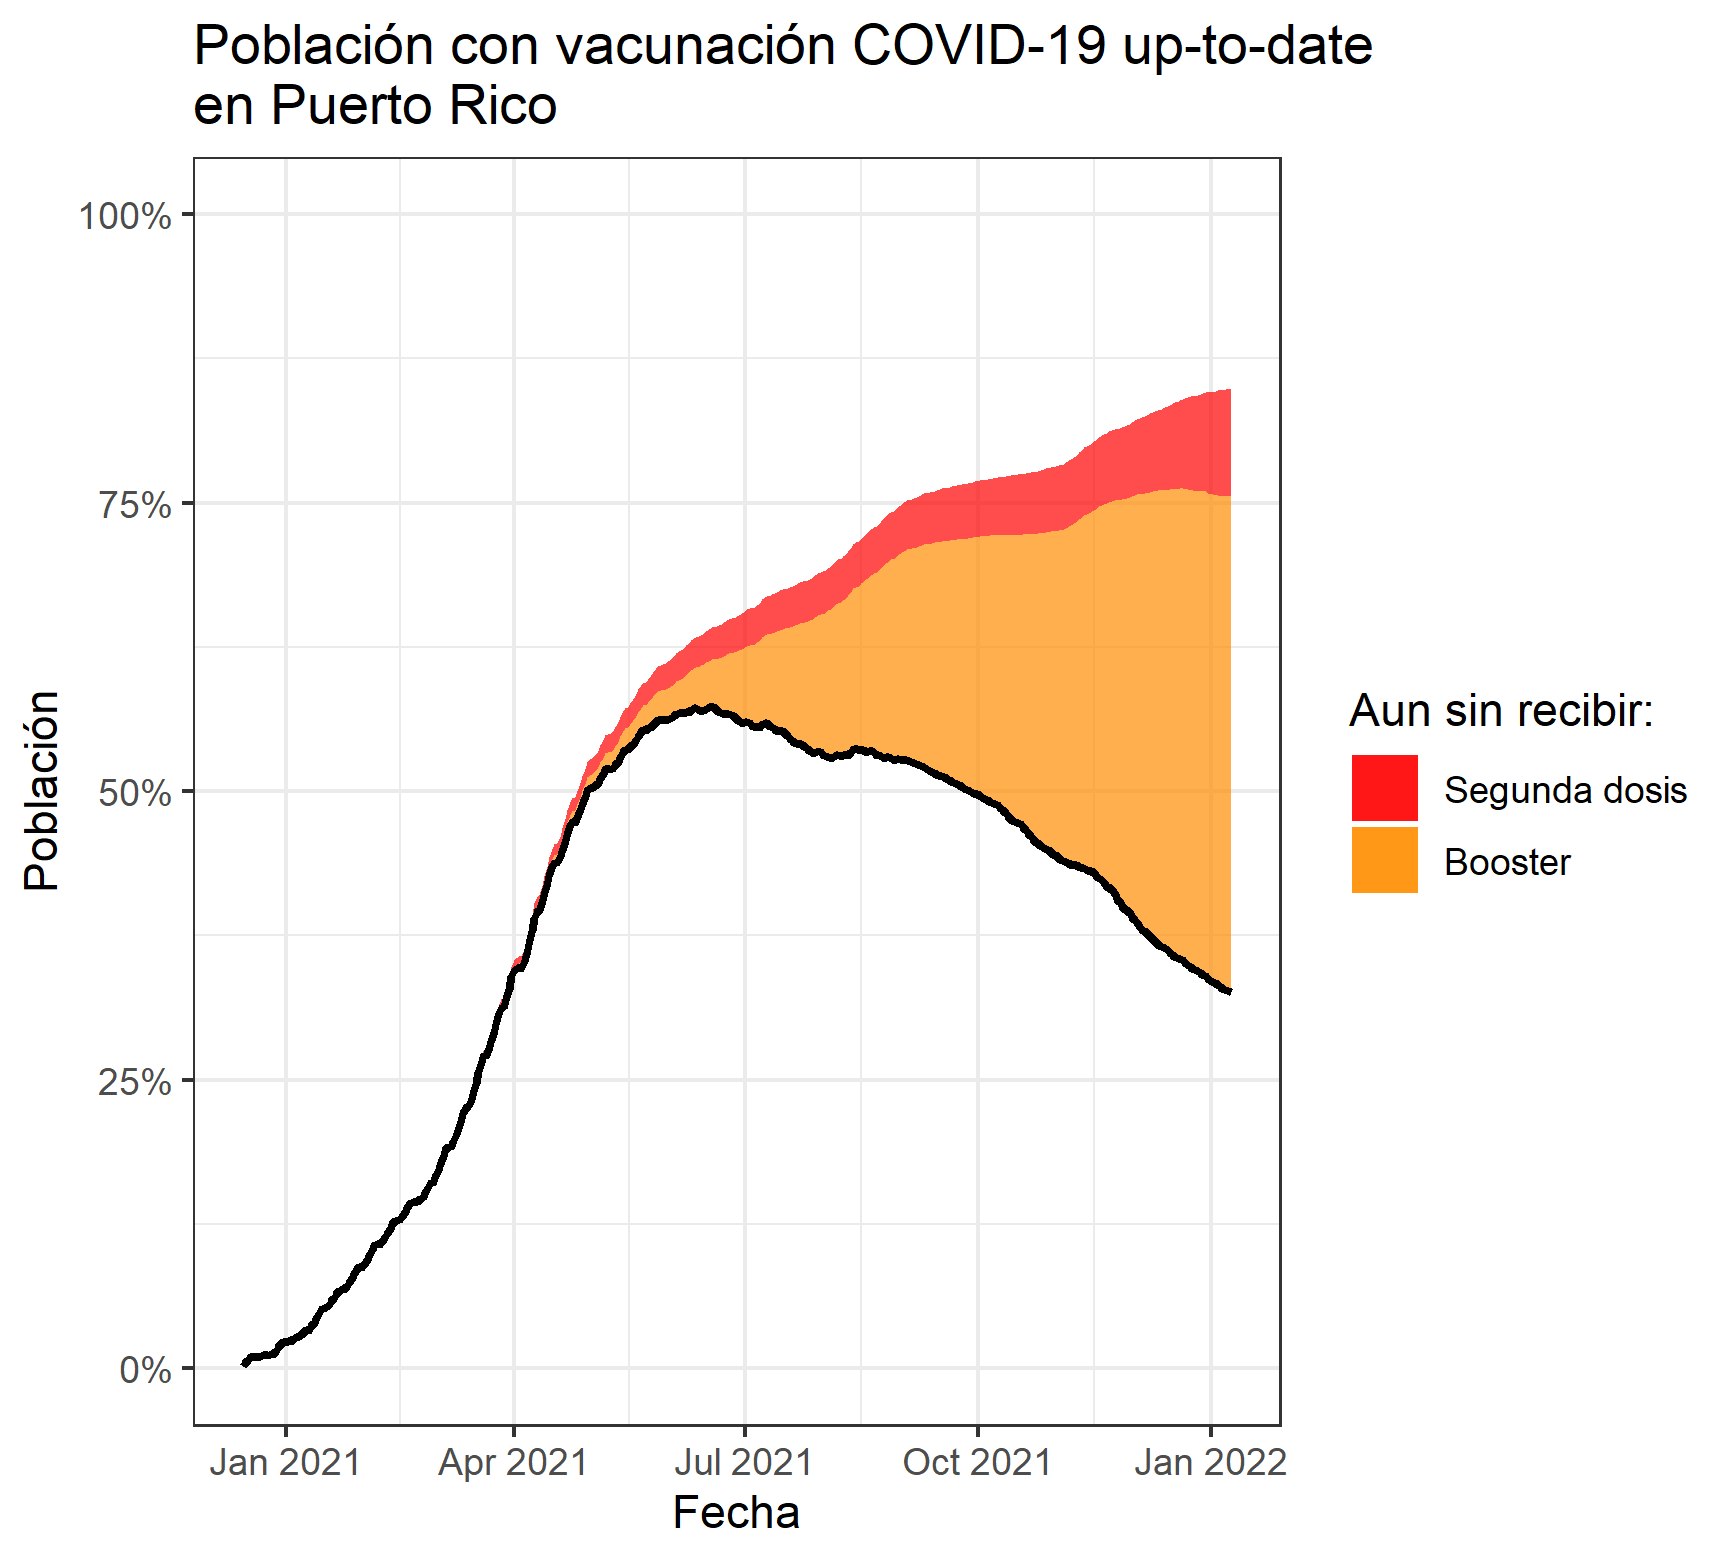 Población con vacunación COVID-19 up-to-date
en Puerto Rico
Población
100%
75%
50%
25%
0%
Jan 2021
Apr 2021
Jul 2021
Oct 2021
Jan 2022
Fecha
Aun sin recibir:
Segunda dosis
Booster